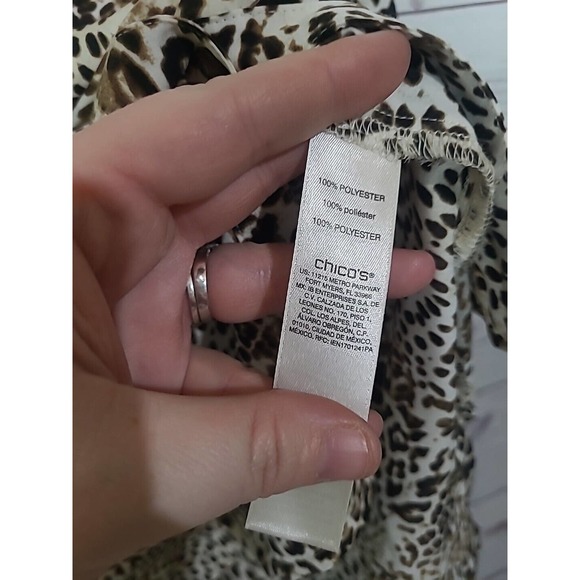 100% POLYESTER
100% poliéster
100% POLYESTER
chico's®
US: 11215 METRO PARKWAY
FORT MYERS, FL 33966
MX: IB ENTERPRISES S.A. DE
C.V. CALZADA DE LOS
LEONES NO. 170, PISO 1,
COL. LOS ALPES, DEL.
ÁLVARO OBREGÓN, C.P.
01010, CIUDAD DE MÉXICO,
MÉXICO, RFC: IEN1701241PA